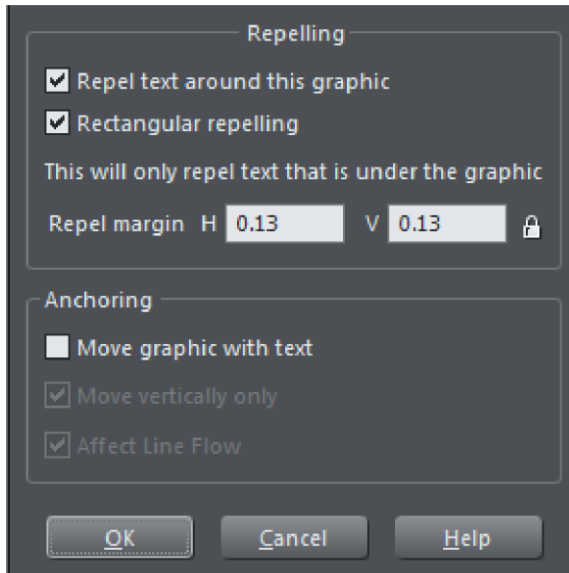 Repelling
Repel text around this graphic
Rectangular repelling
This will only repel text that is under the graphic
Repel margin H 0.13 V 0.13
Anchoring
Move graphic with text
Move vertically only
Affect Line Flow
OK Cancel Help